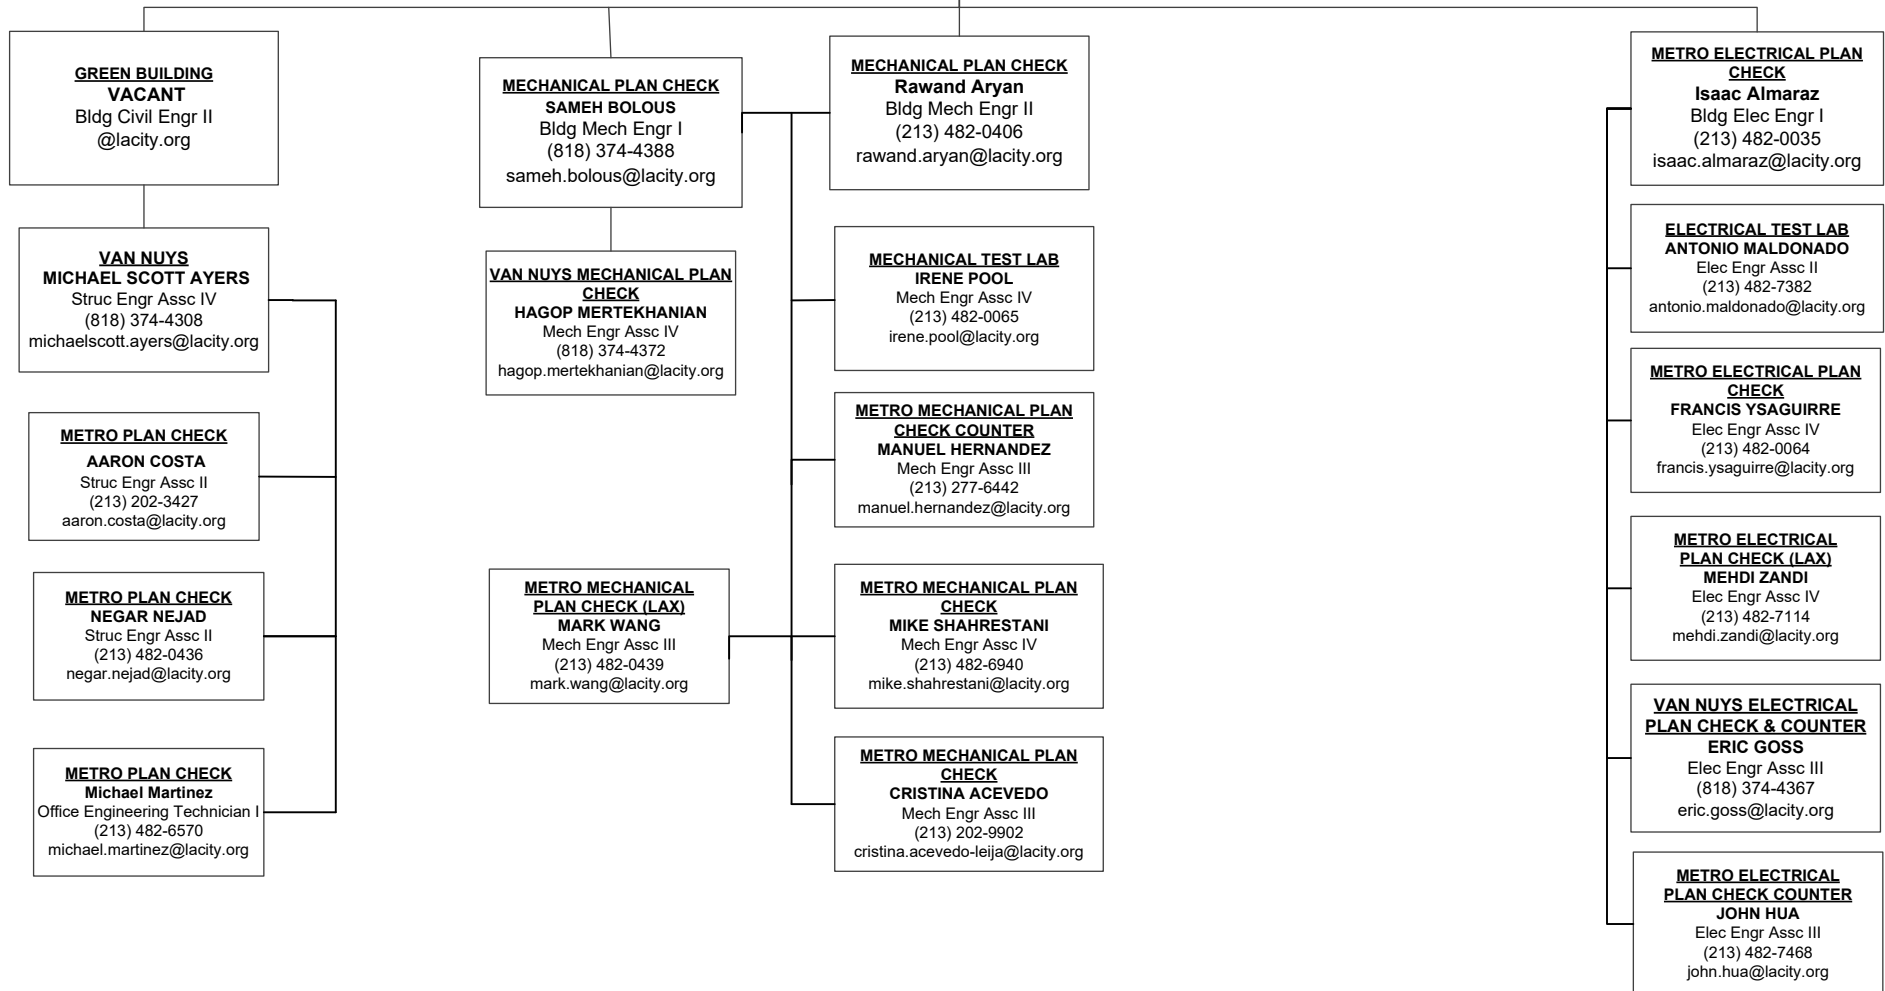 GREEN BUILDING
VACANT
Bldg Civil Engr II
@lacity.org
VAN NUYS
MICHAEL SCOTT AYERS
Struc Engr Assc IV
(818) 374-4308
michaelscott.ayers@lacity.org
METRO PLAN CHECK
AARON COSTA
Struc Engr Assc II
(213) 202-3427
aaron.costa@lacity.org
METRO PLAN CHECK
NEGAR NEJAD
Struc Engr Assc II
(213) 482-0436
negar.nejad@lacity.org
METRO PLAN CHECK
Michael Martinez
Office Engineering Technician I
(213) 482-6570
michael.martinez@lacity.org
MECHANICAL PLAN CHECK
SAMEH BOLOUS
Bldg Mech Engr I
(818) 374-4388
sameh.bolous@lacity.org
VAN NUYS MECHANICAL PLAN
CHECK
HAGOP MERTEKHANIAN
Mech Engr Assc IV
(818) 374-4372
hagop.mertekhanian@lacity.org
METRO MECHANICAL
PLAN CHECK (LAX)
MARK WANG
Mech Engr Assc III
(213) 482-0439
mark.wang@lacity.org
MECHANICAL PLAN CHECK
Rawand Aryan
Bldg Mech Engr II
(213) 482-0406
rawand.aryan@lacity.org
MECHANICAL TEST LAB
IRENE POOL
Mech Engr Assc IV
(213) 482-0065
irene.pool@lacity.org
METRO MECHANICAL PLAN
CHECK COUNTER
MANUEL HERNANDEZ
Mech Engr Assc III
(213) 277-6442
manuel.hernandez@lacity.org
METRO MECHANICAL PLAN
CHECK
MIKE SHAHRESTANI
Mech Engr Assc IV
(213) 482-6940
mike.shahrestani@lacity.org
METRO MECHANICAL PLAN
CHECK
CRISTINA ACEVEDO
Mech Engr Assc III
(213) 202-9902
cristina.acevedo-leija@lacity.org
METRO ELECTRICAL PLAN
CHECK
Isaac Almaraz
Bldg Elec Engr I
(213) 482-0035
isaac.almaraz@lacity.org
ELECTRICAL TEST LAB
ANTONIO MALDONADO
Elec Engr Assc II
(213) 482-7382
antonio.maldonado@lacity.org
METRO ELECTRICAL PLAN
CHECK
FRANCIS YSAGUIRRE
Elec Engr Assc IV
(213) 482-0064
francis.ysaguirre@lacity.org
METRO ELECTRICAL
PLAN CHECK (LAX)
MEHDI ZANDI
Elec Engr Assc IV
(213) 482-7114
mehdi.zandi@lacity.org
VAN NUYS ELECTRICAL
PLAN CHECK & COUNTER
ERIC GOSS
Elec Engr Assc III
(818) 374-4367
eric.goss@lacity.org
METRO ELECTRICAL
PLAN CHECK COUNTER
JOHN HUA
Elec Engr Assc III
(213) 482-7468
john.hua@lacity.org